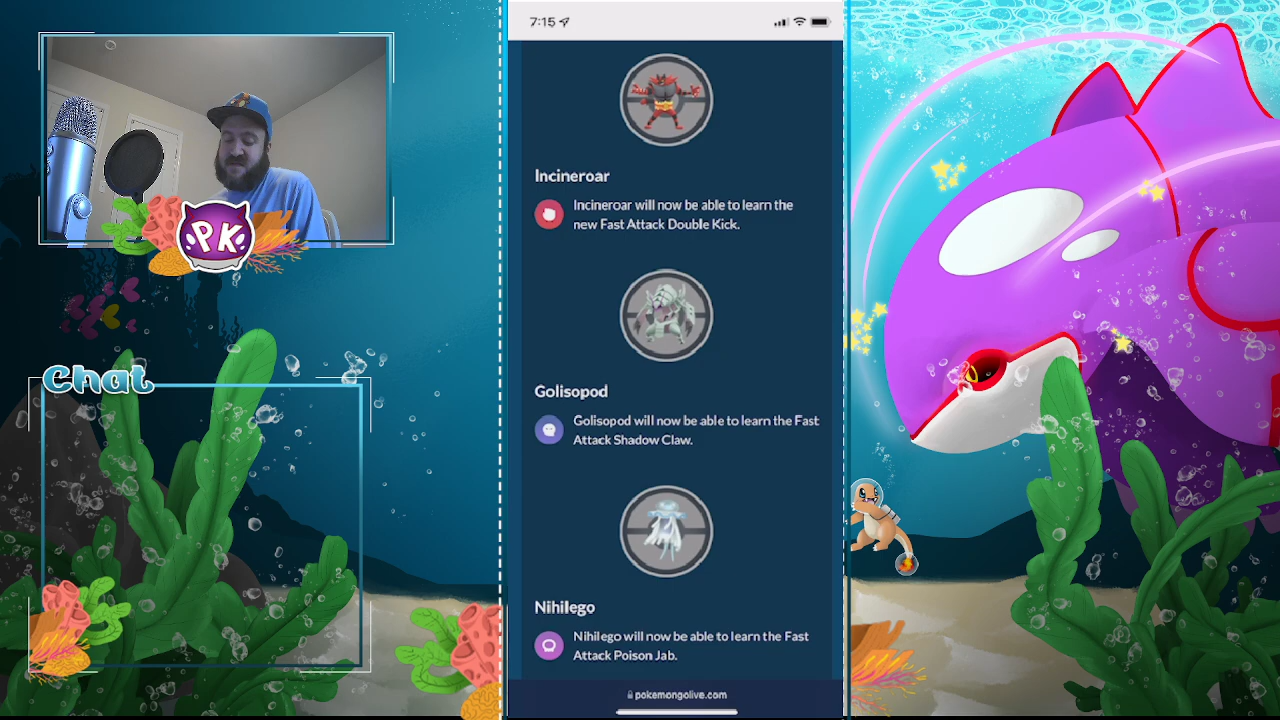 PK
Chat
7:15
Incineroar
Incineroar will now be able to learn the
new Fast Attack Double Kick.
Golisopod
Golisopod will now be able to learn the Fast
Attack Shadow Claw.
Nihilego
Nihilego will now be able to learn the Fast
Attack Poison Jab.
pokemongolive.com